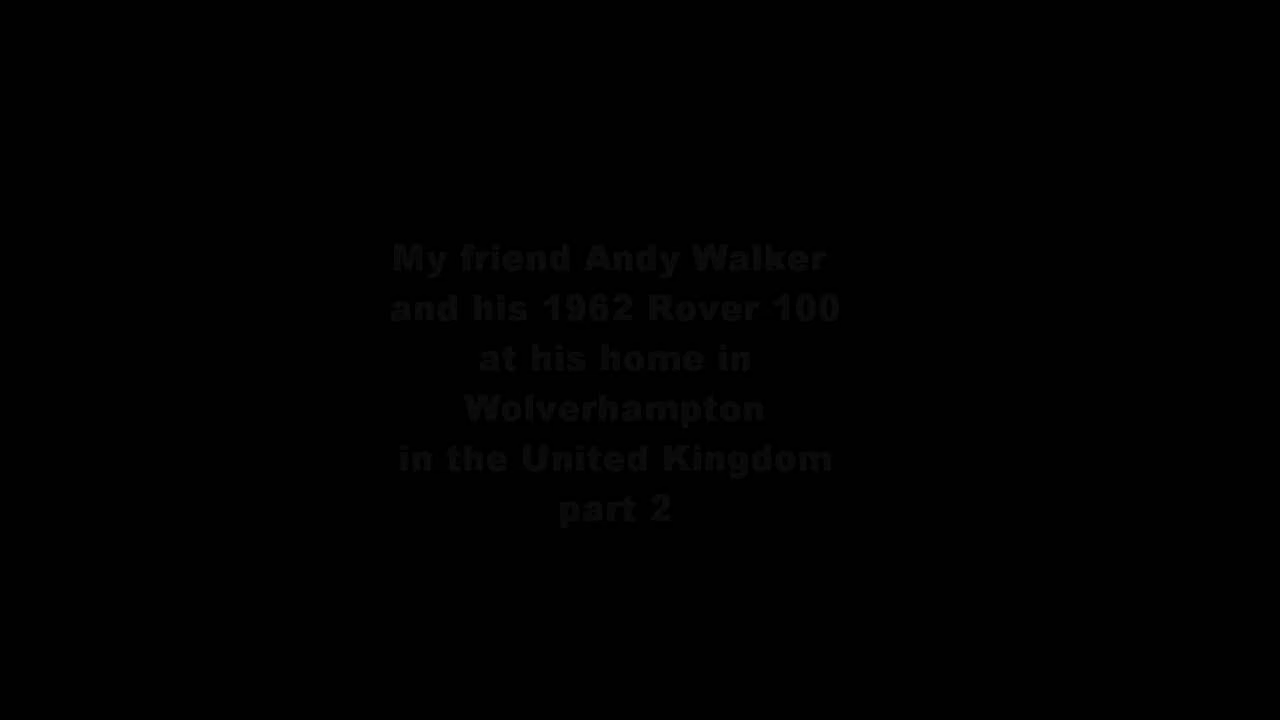 My friend Andy Walker
and his 1962 Rover 100
at his home in
Wolverhampton
in the United Kingdom
part 2